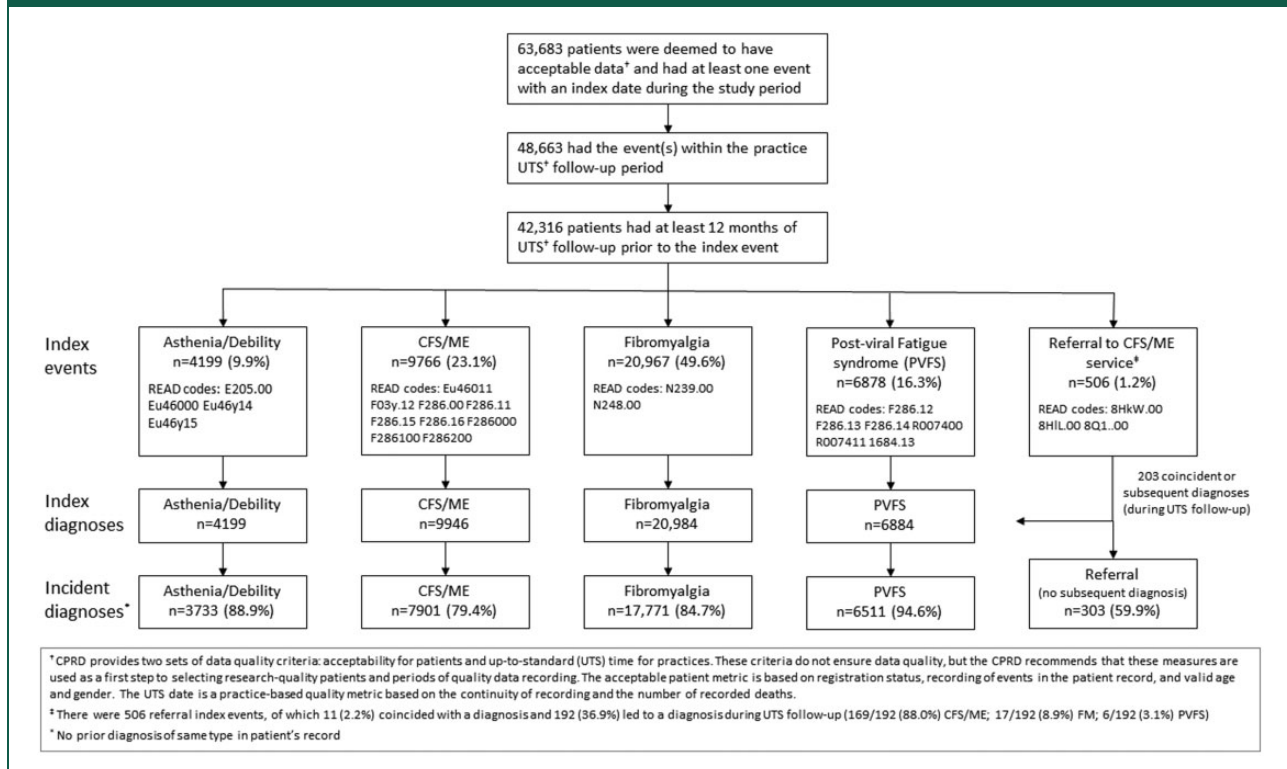 63,683 patients were deemed to have
acceptable data† and had at least one event
with an index date during the study period
48,663 had the event(s) within the practice
UTS† follow-up period
42,316 patients had at least 12 months of
UTS† follow-up prior to the index event
Index
events
Asthenia/Debility
n=4199 (9.9%)
READ codes: E205.00
Eu46000 Eu46y14
Eu46y15
CFS/ME
n=9766 (23.1%)
READ codes: Eu46011
F03y.12 F286.00 F286.11
F286.15 F286.16 F286000
F286100 F286200
Fibromyalgia
n=20,967 (49.6%)
READ codes: N239.00
N248.00
Post-viral Fatigue
syndrome (PVFS)
n=6878 (16.3%)
READ codes: F286.12
F286.13 F286.14 R007400
R007411 1684.13
Referral to CFS/ME
service‡
n=506 (1.2%)
READ codes: 8HkW.00
8HlL.00 8Q1..00
203 coincident or
subsequent diagnoses
(during UTS follow-up)
Index
diagnoses
Asthenia/Debility
n=4199
CFS/ME
n=9946
Fibromyalgia
n=20,984
PVFS
n=6884
Incident
diagnoses*
Asthenia/Debility
n=3733 (88.9%)
CFS/ME
n=7901 (79.4%)
Fibromyalgia
n=17,771 (84.7%)
PVFS
n=6511 (94.6%)
Referral
(no subsequent diagnosis)
n=303 (59.9%)
† CPRD provides two sets of data quality criteria: acceptability for patients and up-to-standard (UTS) time for practices. These criteria do not ensure data quality, but the CPRD recommends that these measures are
used as a first step to selecting research-quality patients and periods of quality data recording. The acceptable patient metric is based on registration status, recording of events in the patient record, and valid age
and gender. The UTS date is a practice-based quality metric based on the continuity of recording and the number of recorded deaths.
‡ There were 506 referral index events, of which 11 (2.2%) coincided with a diagnosis and 192 (36.9%) led to a diagnosis during UTS follow-up (169/192 (88.0%) CFS/ME; 17/192 (8.9%) FM; 6/192 (3.1%) PVFS)
* No prior diagnosis of same type in patient's record